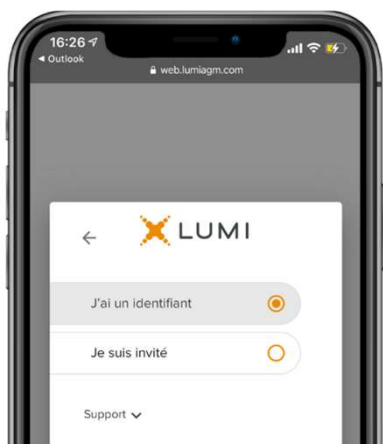 16:26
◄ Outlook
web.lumiagm.com
LUMI
J'ai un identifiant
Je suis invité
Support